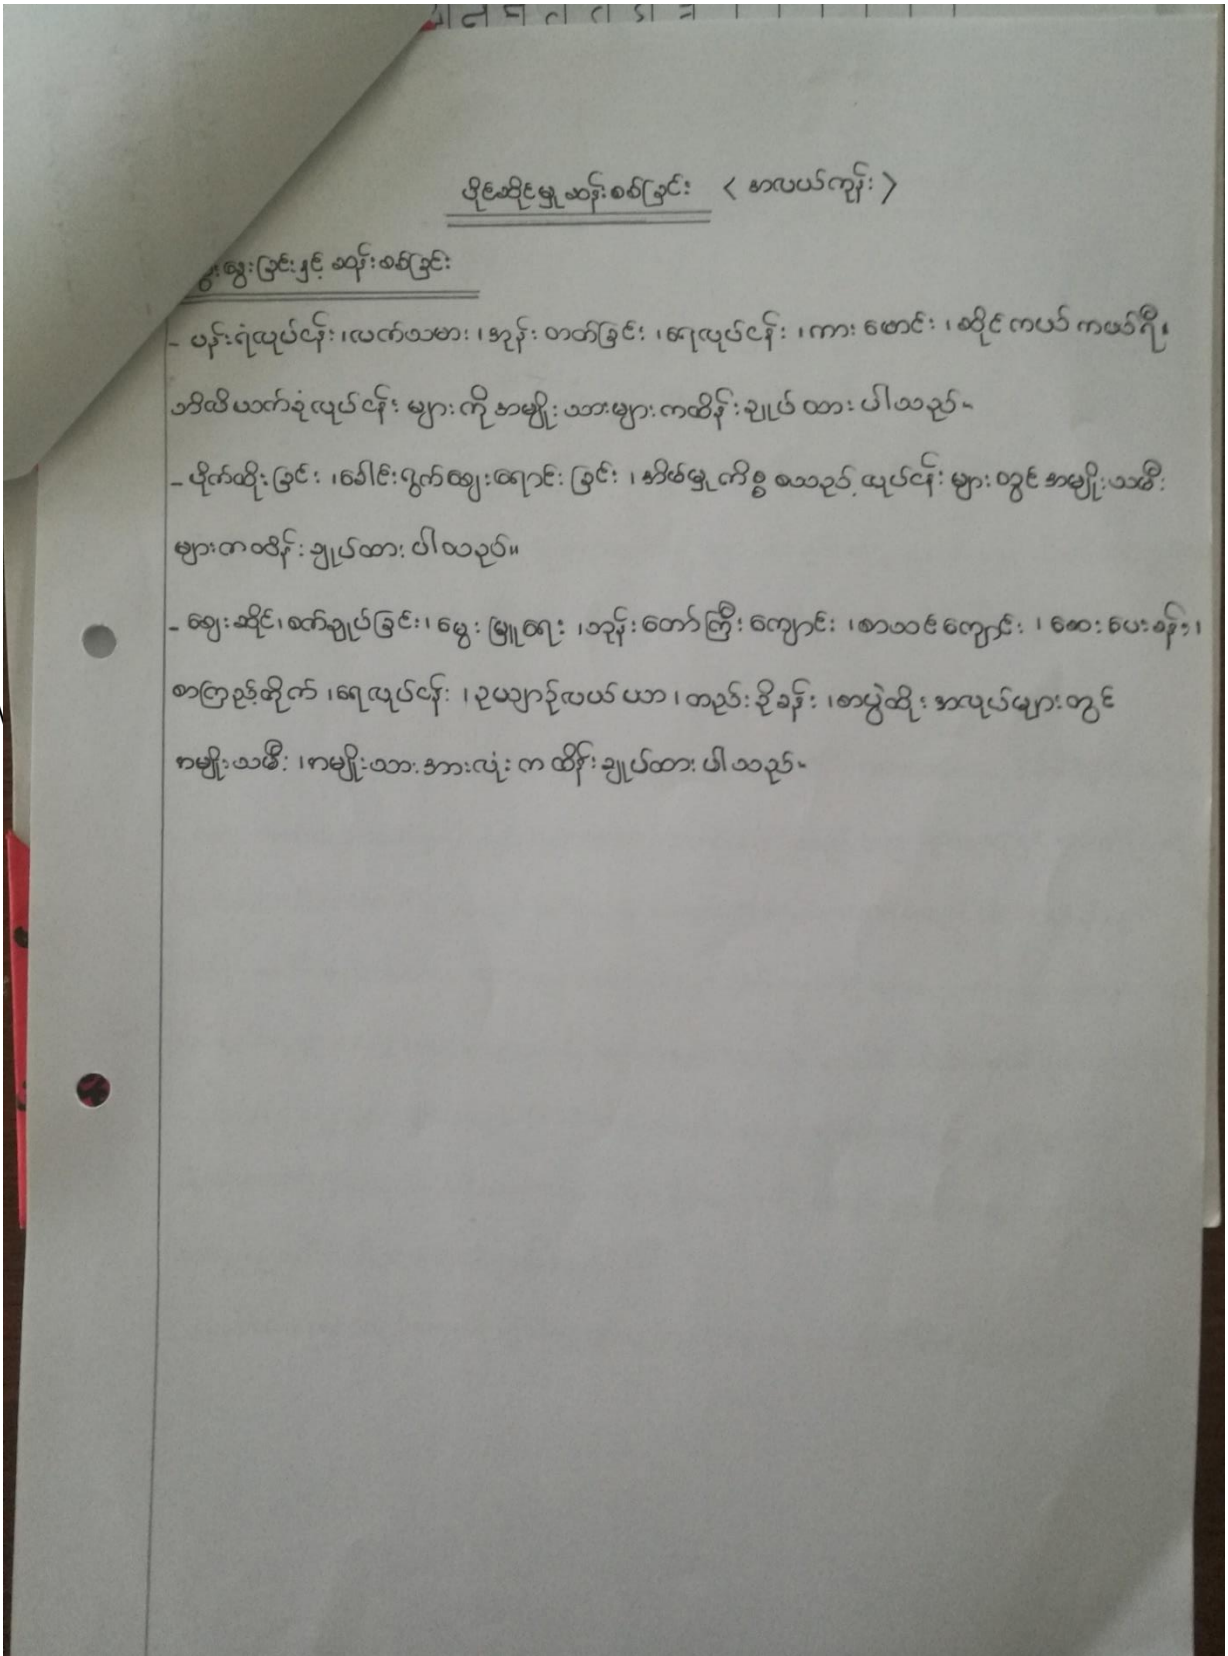 ပိုင်ဆိုင်မှုဆန်းစစ်ခြင်း < အလယ်ကုန်း >
ဆွေးနွေးခြင်းနှင့် ဆန်းစစ်ခြင်း
- ပန်းရံလုပ်ငန်း ၊လက်သမား ၊အုန်းတတ်ခြင်း ၊ရေလုပ်ငန်း ၊ကားမောင်း ၊ဆိုင်ကယ်ကယ်ရီ၊
ဘိလိယက်ခုံလုပ်ငန်းများကို အမျိုးသားများကထိန်းချုပ်ထားပါသည်။
- ပိုက်ထိုးခြင်း ၊ခေါင်းရွက်ဈေးရောင်းခြင်း ၊အိမ်မှုကိစ္စ စသည့်လုပ်ငန်းများတွင် အမျိုးသမီး
များကထိန်းချုပ်ထားပါသည်။
- ဈေးဆိုင်၊စက်ချုပ်ခြင်း၊မွေးမြူရေး ၊ဘုန်းတော်ကြီးကျောင်း ၊စာသင်ကျောင်း ၊ဆေးပေးခန်း၊
စာကြည့်တိုက် ၊ရေလုပ်ငန်း ၊ဥယျာဉ်လယ်ယာ ၊တည်းခိုခန်း ၊စာပွဲထိုး အလုပ်များတွင်
အမျိုးသမီး ၊အမျိုးသားအားလုံးက ထိန်းချုပ်ထားပါသည်။